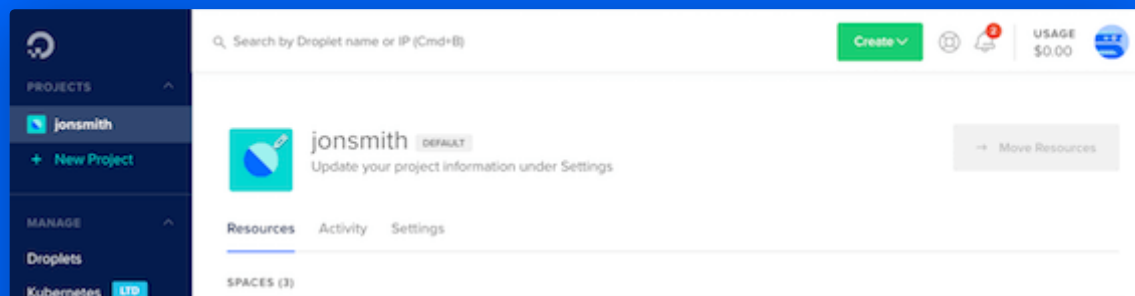 Search by Droplet name or IP (Cmd+B)
Create
2
USAGE
$0.00
PROJECTS
jonsmith
+ New Project
MANAGE
Droplets
Kubernetes LTD
jonsmith DEFAULT
Update your project information under Settings
→ Move Resources
Resources Activity Settings
SPACES (3)